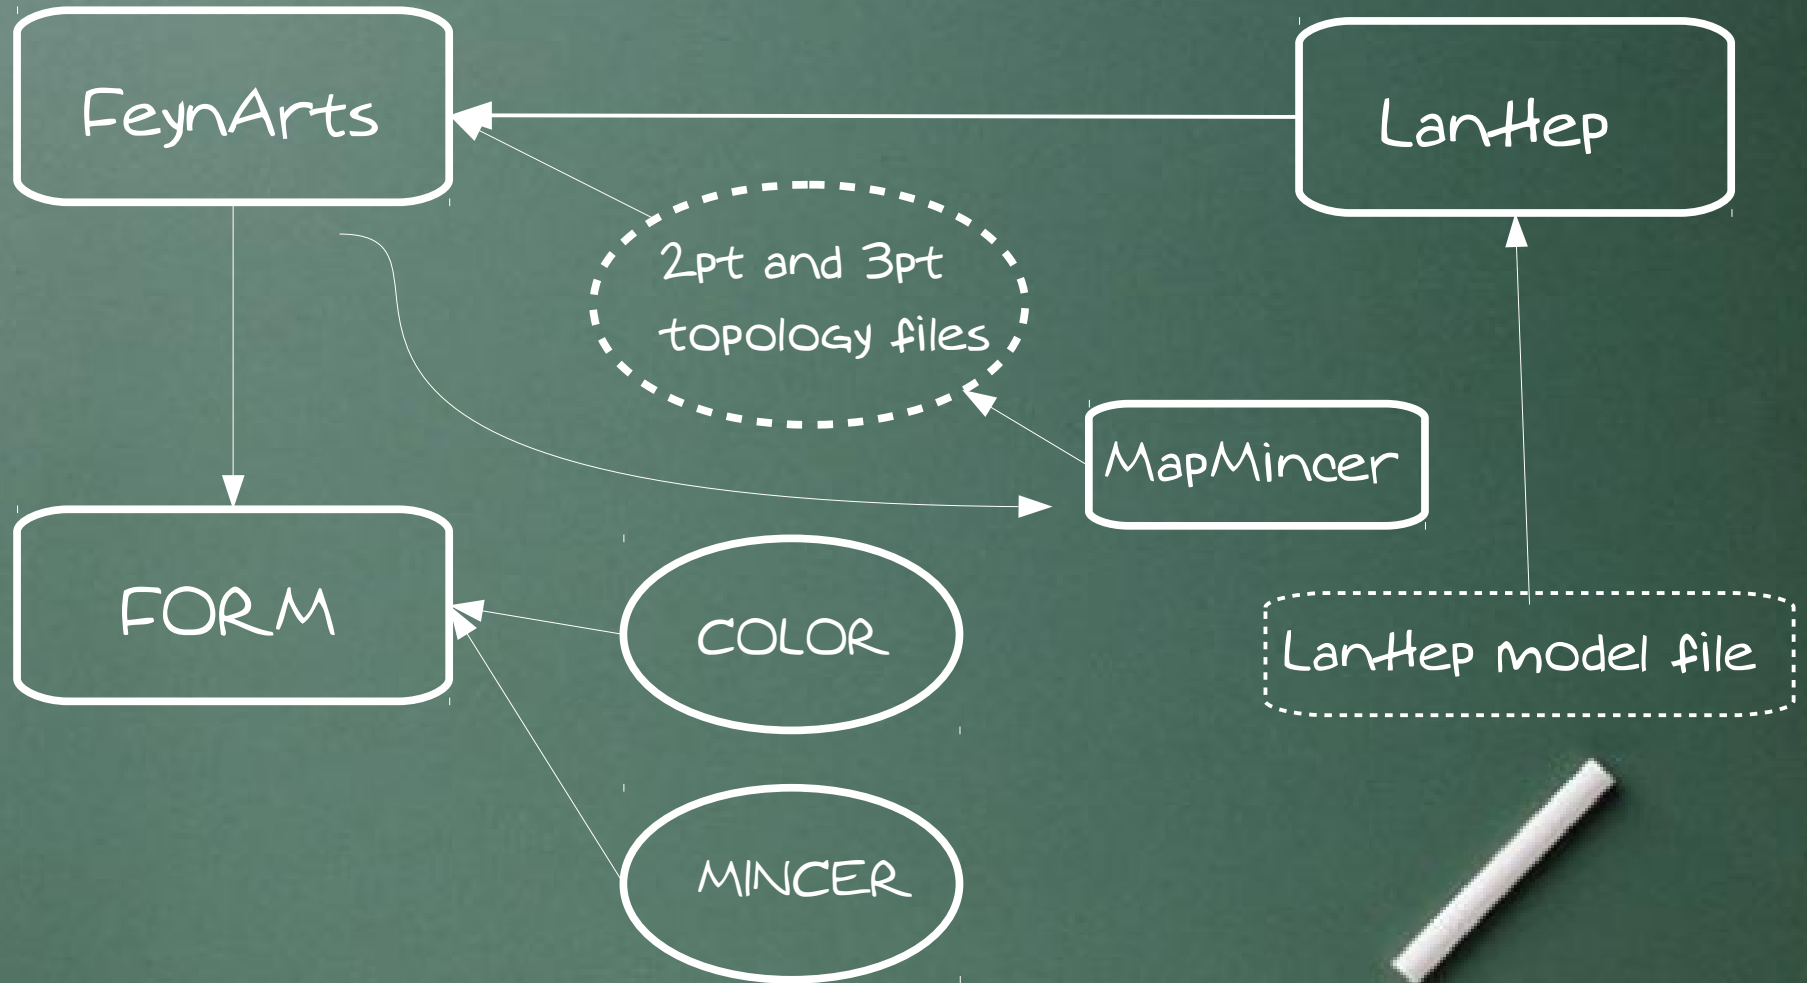 FeynArts
LanHep
2pt and 3pt
topology files
MapMincer
FORM
COLOR
LanHep model file
MINCER